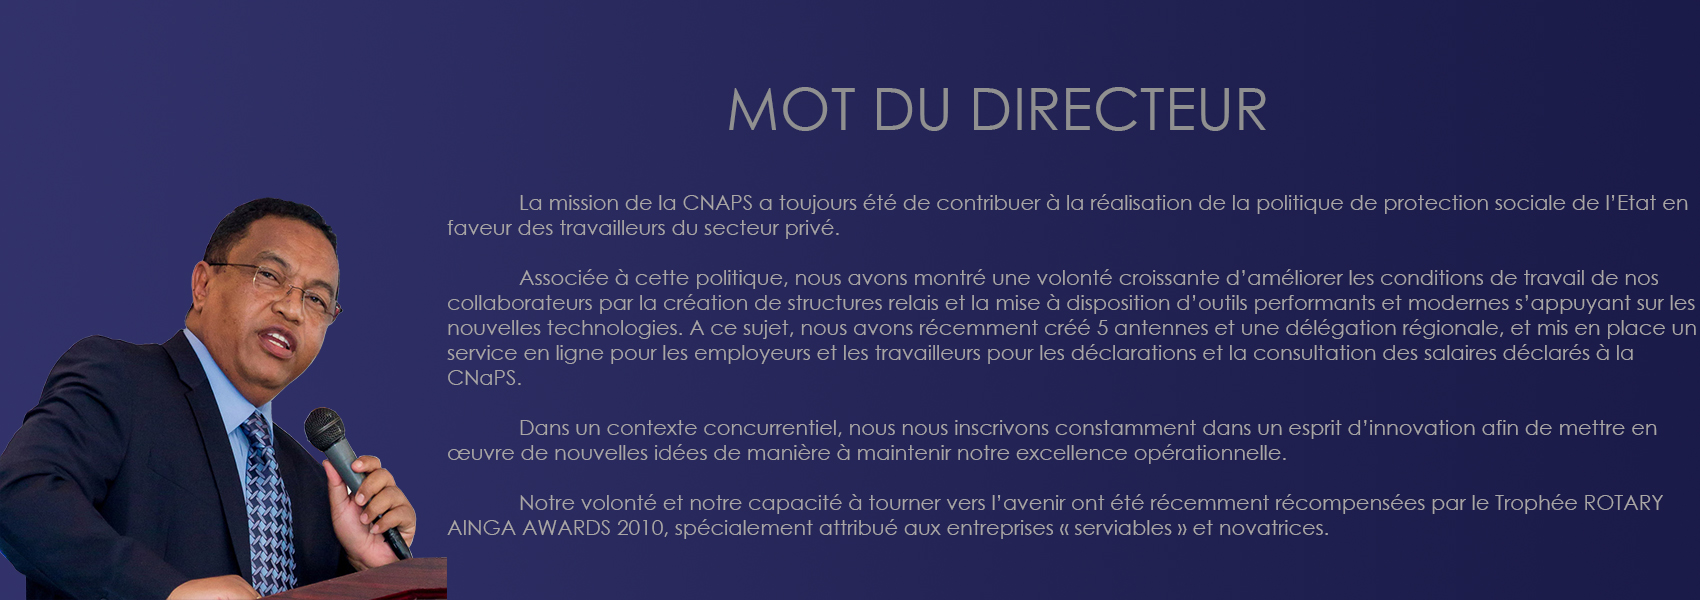 MOT DU DIRECTEUR
La mission de la CNAPS a toujours été de contribuer à la réalisation de la politique de protection sociale de l’Etat en
faveur des travailleurs du secteur privé.
Associée à cette politique, nous avons montré une volonté croissante d’améliorer les conditions de travail de nos
collaborateurs par la création de structures relais et la mise à disposition d’outils performants et modernes s’appuyant sur les
nouvelles technologies. A ce sujet, nous avons récemment créé 5 antennes et une délégation régionale, et mis en place un
service en ligne pour les employeurs et les travailleurs pour les déclarations et la consultation des salaires déclarés à la
CNaPS.
Dans un contexte concurrentiel, nous nous inscrivons constamment dans un esprit d’innovation afin de mettre en
œuvre de nouvelles idées de manière à maintenir notre excellence opérationnelle.
Notre volonté et notre capacité à tourner vers l’avenir ont été récemment récompensées par le Trophée ROTARY
AINGA AWARDS 2010, spécialement attribué aux entreprises « serviables » et novatrices.